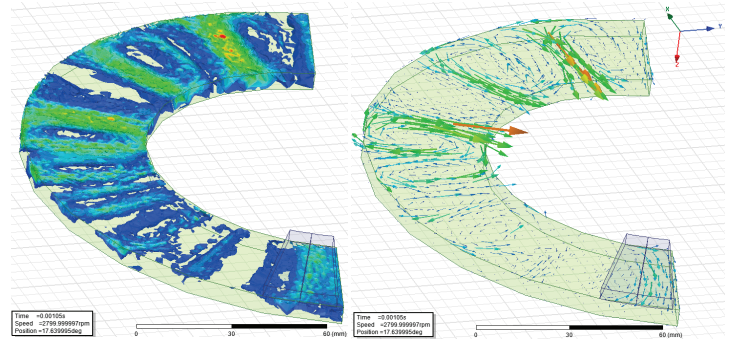 X
Y
Z
Time =0.00105s
Speed =2799.999997rpm
Position =17.639995deg
0 30 60 (mm)
Time =0.00105s
Speed =2799.999997rpm
Position =17.639995deg
0 30 60 (mm)